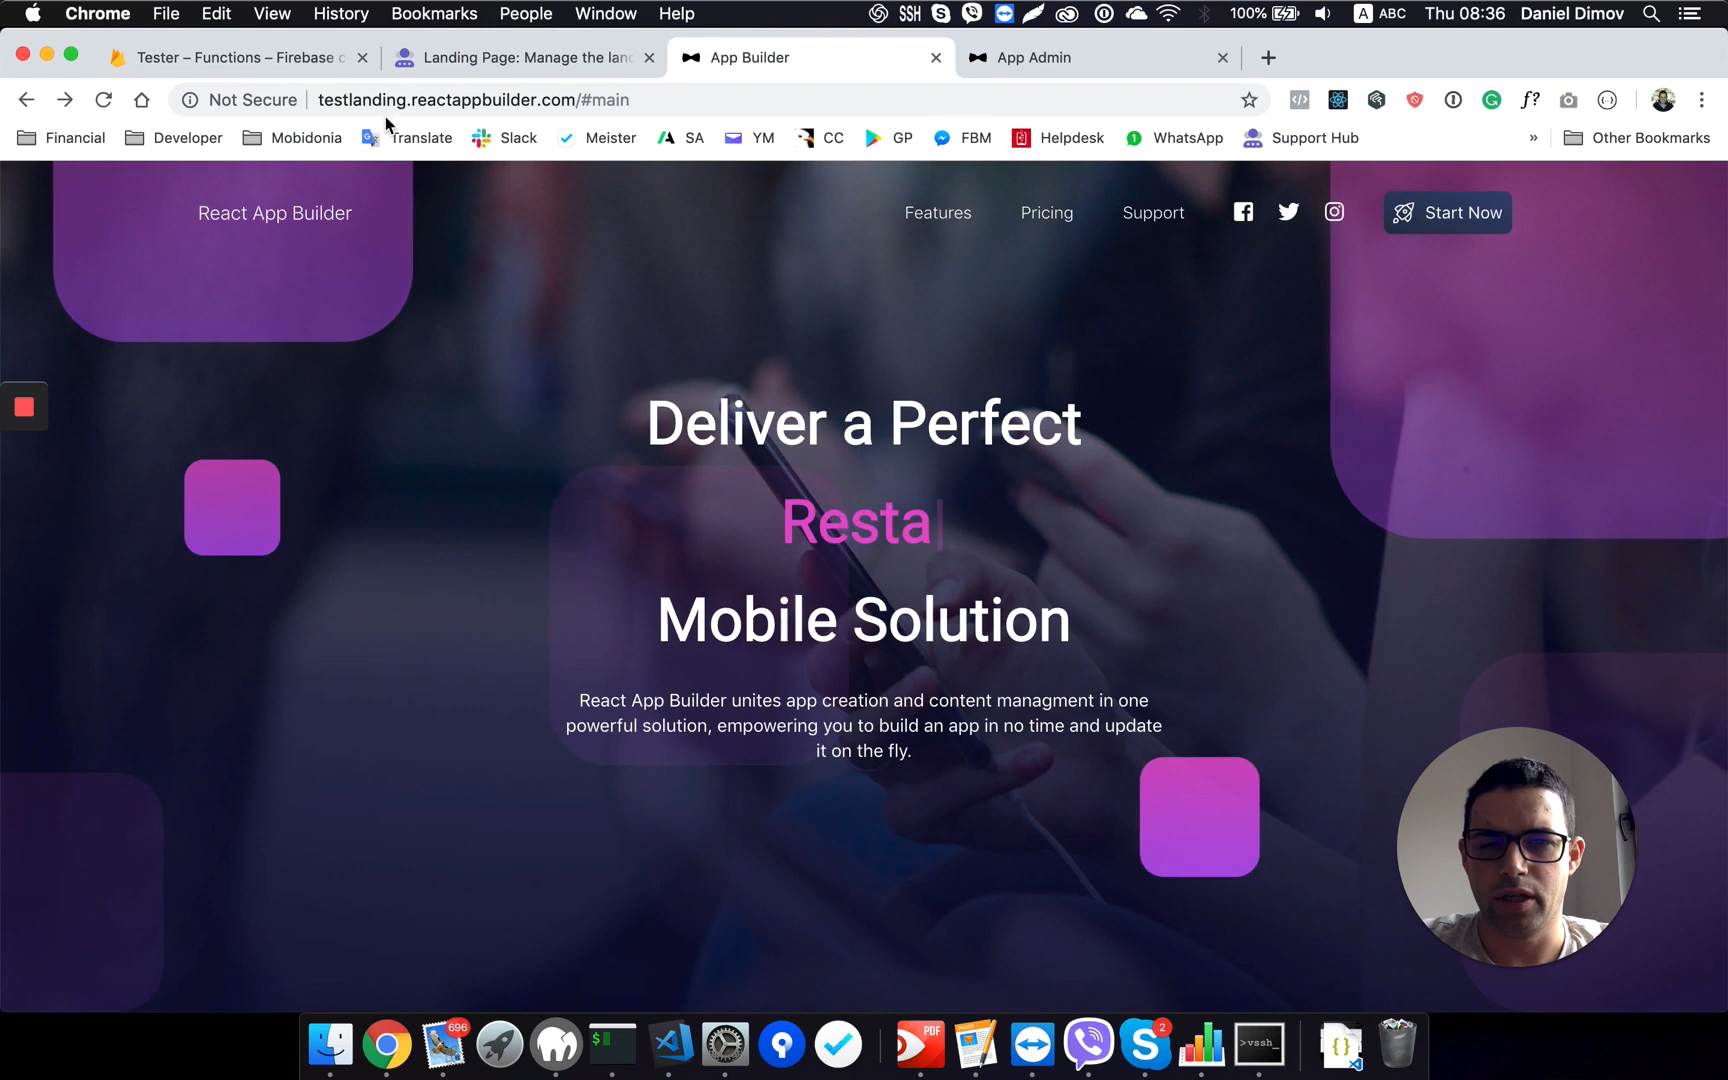 Chrome File Edit View History Bookmarks People Window Help SSH 100% A ABC Thu 08:36 Daniel Dimov
Tester – Functions – Firebase c
Landing Page: Manage the lan
App Builder
App Admin
Not Secure testlanding.reactappbuilder.com/#main f?
Financial Developer Mobidonia Translate Slack Meister SA YM CC GP FBM Helpdesk WhatsApp Support Hub » Other Bookmarks
React App Builder Features Pricing Support Start Now
Deliver a Perfect
Resta
Mobile Solution
React App Builder unites app creation and content managment in one
powerful solution, empowering you to build an app in no time and update
it on the fly.
696
$
PDF
2
>vssh_
{ }